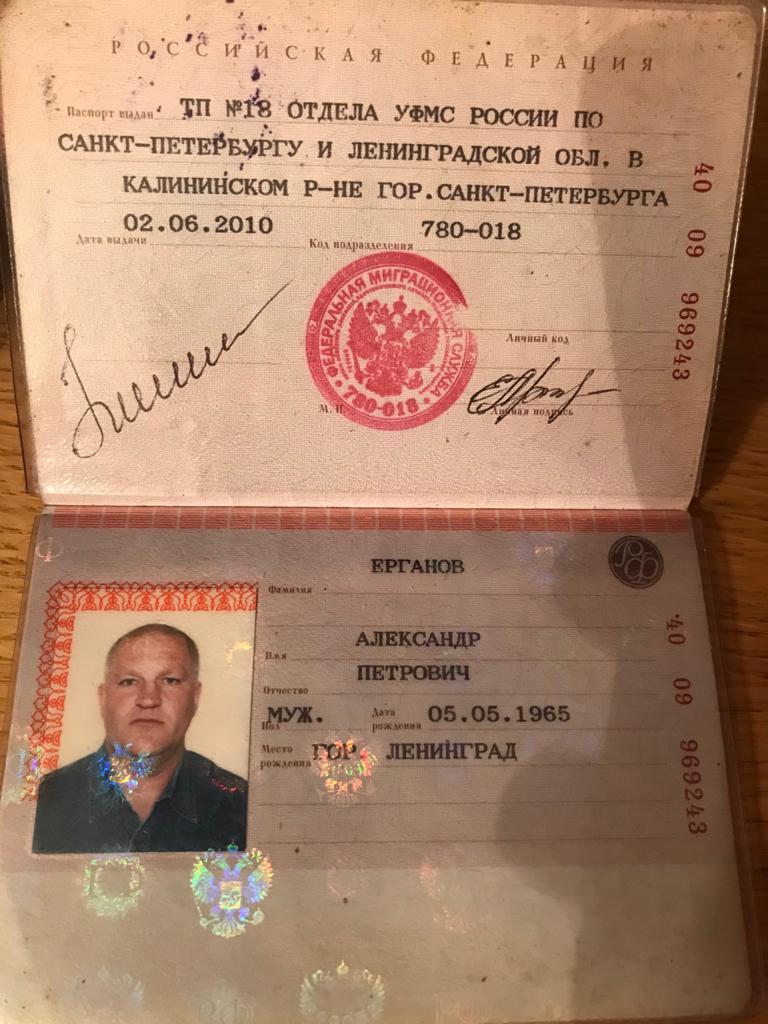 РОССИЙСКАЯ ФЕДЕРАЦИЯ
Паспорт выдан ТП №18 ОТДЕЛА УФМС РОССИИ ПО
САНКТ-ПЕТЕРБУРГУ И ЛЕНИНГРАДСКОЙ ОБЛ. В
КАЛИНИНСКОМ Р-НЕ ГОР.САНКТ-ПЕТЕРБУРГА
02.06.2010 780-018
Дата выдачи Код подразделения
40 09 969243
ФЕДЕРАЛЬНАЯ МИГРАЦИОННАЯ СЛУЖБА
780-018
Личный код
М. П. Личная подпись
ЕРГАНОВ
Фамилия
РФ
АЛЕКСАНДР
Имя
ПЕТРОВИЧ
Отчество
МУЖ. Дата рождения 05.05.1965
Пол
Место рождения ГОР. ЛЕНИНГРАД
40 09 969243